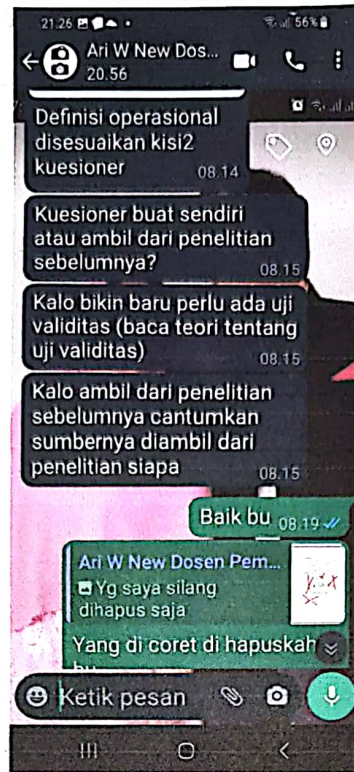 21.26
56%
Ari W New Dos...
20.56
Definisi operasional
disesuaikan kisi2
kuesioner 08.14
Kuesioner buat sendiri
atau ambil dari penelitian
sebelumnya? 08.15
Kalo bikin baru perlu ada uji
validitas (baca teori tentang
uji validitas) 08.15
Kalo ambil dari penelitian
sebelumnya cantumkan
sumbernya diambil dari
penelitian siapa 08.15
Baik bu 08.19
Ari W New Dosen Pem...
Yg saya silang
dihapus saja
Yang di coret di hapuskah
bu
Ketik pesan